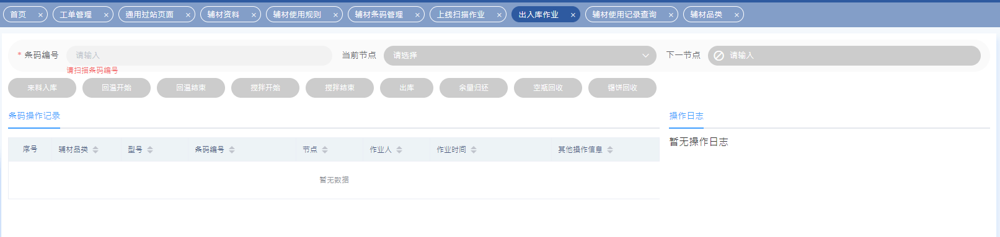 首页 × 工单管理 × 通用过站页面 × 辅材资料 × 辅材使用规则 × 辅材条码管理 × 上线扫描作业 × 出入库作业 × 辅材使用记录查询 × 辅材品类 ×
* 条码编号 请输入 当前节点 请选择 下一节点 请输入
请扫描条码编号
来料入库 回温开始 回温结束 搅拌开始 搅拌结束 出库 余量归还 空瓶回收 锡饼回收
条码操作记录 操作日志
序号 辅材品类 型号 条码编号 节点 作业人 作业时间 其他操作信息
暂无操作日志
暂无数据